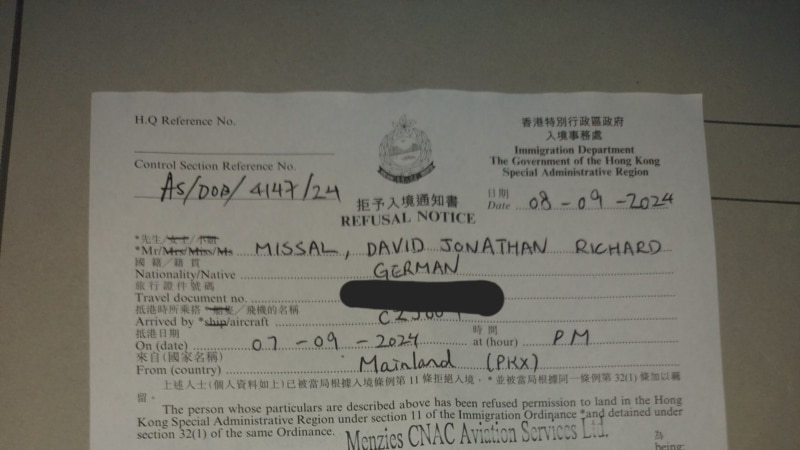 H.Q Reference No.
香港特別行政區政府
入境事務處
Immigration Department
The Government of the Hong Kong
Special Administrative Region
Control Section Reference No.
AS/DOP/4147/24
拒予入境通知書
REFUSAL NOTICE
日期
Date 08-09-2024
*先生/女士/小姐
*Mr/Mrs/Miss/Ms MISSAL, DAVID JONATHAN RICHARD
國籍/籍貫
Nationality/Native GERMAN
旅行證件號碼
Travel document no.
抵港時所乘搭 *船隻/飛機的名稱
Arrived by *ship/aircraft
抵港日期 時間
On (date) 07-09-2024 at (hour) PM
來自(國家名稱)
From (country) Mainland (PKX)
上述人士(個人資料如上)已被當局根據入境條例第 11 條拒絕入境,*並被當局根據同一條例第 32(1) 條加以羈
留。
The person whose particulars are described above has been refused permission to land in the Hong
Kong Special Administrative Region under section 11 of the Immigration Ordinance *and detained under
section 32(1) of the same Ordinance.
Menzies CNAC Aviation Services Ltd.
為
being: